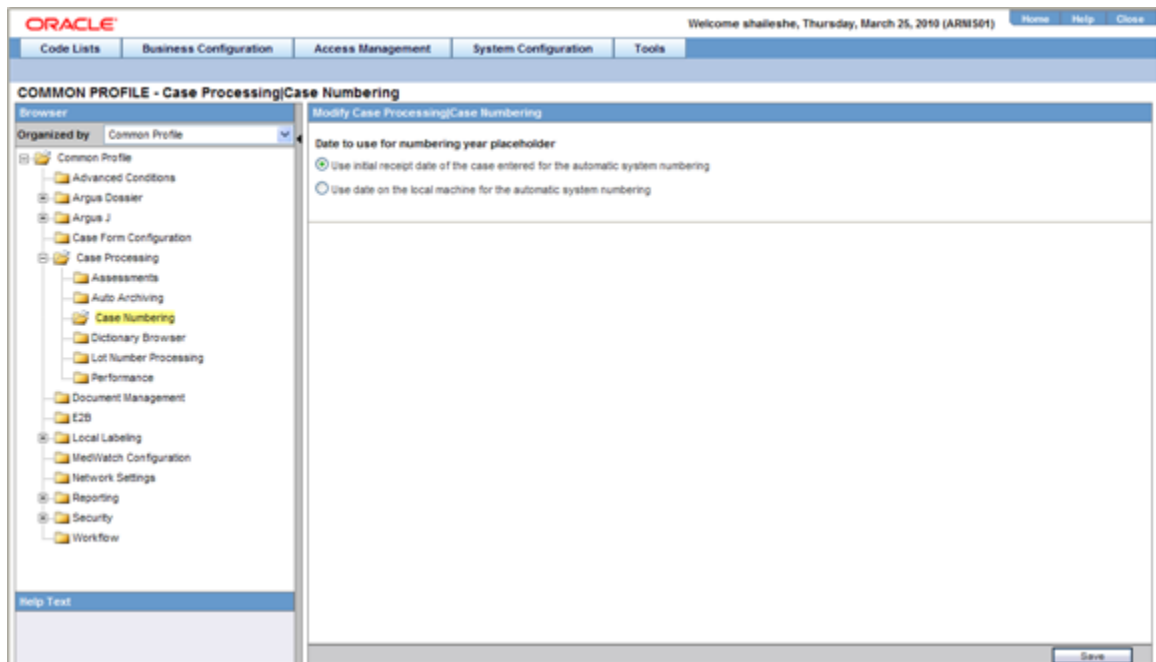 ORACLE
Welcome shaileshe, Thursday, March 25, 2010 (ARMS01)
Home Help Close
Code Lists Business Configuration Access Management System Configuration Tools
COMMON PROFILE - Case Processing|Case Numbering
Browser
Organized by Common Profile
Common Profile
Advanced Conditions
Argus Dossier
Argus J
Case Form Configuration
Case Processing
Assessments
Auto Archiving
Case Numbering
Dictionary Browser
Lot Number Processing
Performance
Document Management
E2B
Local Labeling
MedWatch Configuration
Network Settings
Reporting
Security
Workflow
Help Text
Modify Case Processing|Case Numbering
Date to use for numbering year placeholder
Use initial receipt date of the case entered for the automatic system numbering
Use date on the local machine for the automatic system numbering
Save